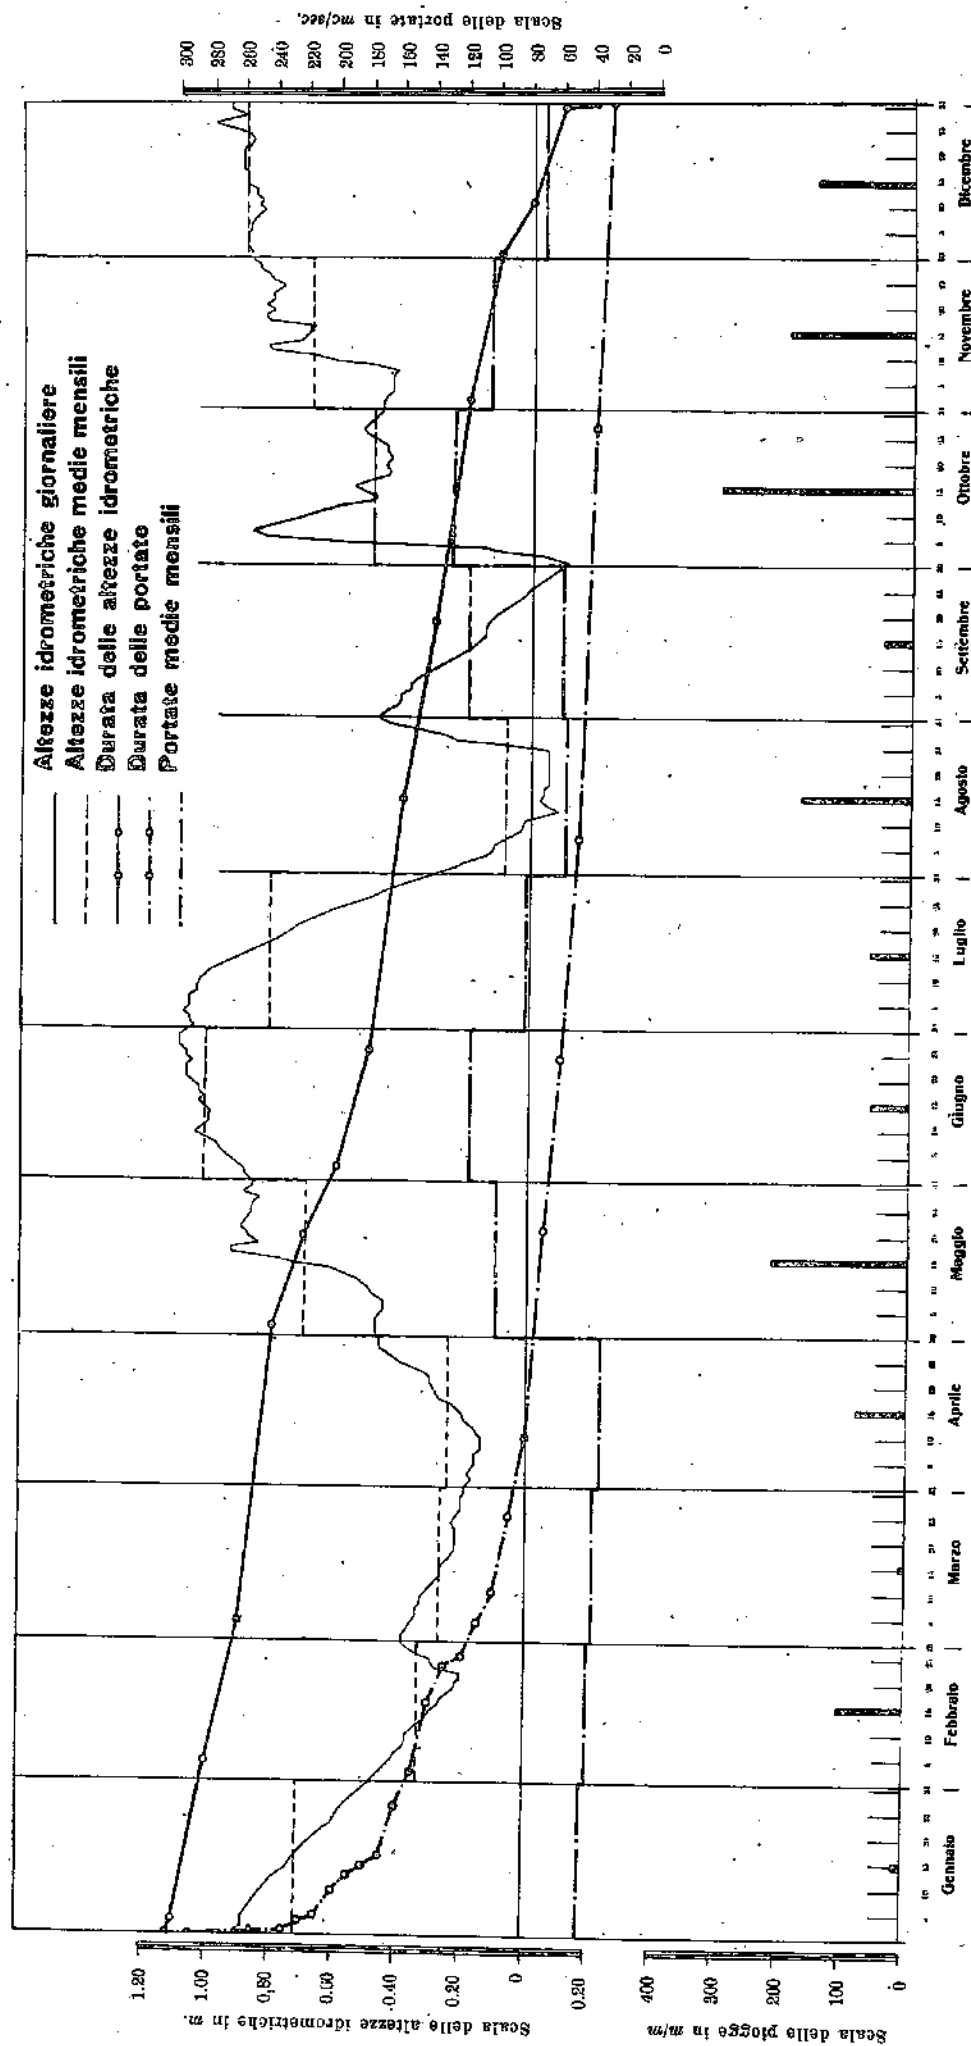 Altezze idrometriche giornaliere
Altezze idrometriche medie mensili
Durata delle altezze idrometriche
Durata delle portate
Portate medie mensili
Scala delle altezze idrometriche in m.
1.20
1.00
0,80
0.60
0.40
0.20
0
0.20
Scala delle piogge in m/m
400
300
200
100
0
Scala delle portate in mc/sec.
300
280
260
240
220
200
180
160
140
120
100
80
60
40
20
0
Gennaio
Febbraio
Marzo
Aprile
Maggio
Giugno
Luglio
Agosto
Settembre
Ottobre
Novembre
Dicembre